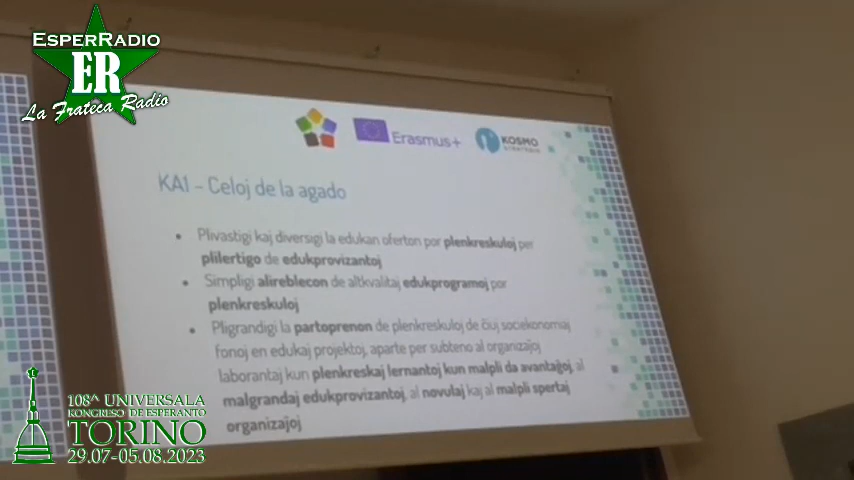 EsperRadio
ER
La Frateca Radio
Erasmus+
KOSMO
STRATEGIO
KA1 – Celoj de la agado
• Plivastigi kaj diversigi la edukan oferton por plenkreskuloj per
plilertigo de edukprovizantoj
• Simpligi alireblecon de altkvalitaj edukprogramoj por
plenkreskuloj
• Pligrandigi la partoprenon de plenkreskuloj de ĉiuj sociekonomiaj
fonoj en edukaj projektoj, aparte per subteno al organizaĵoj
laborantaj kun plenkreskaj lernantoj kun malpli da avantaĝoj, al
malgrandaj edukprovizantoj, al novulaj kaj al malpli spertaj
organizaĵoj
108ᴬ UNIVERSALA
KONGRESO DE ESPERANTO
TORINO
29.07-05.08.2023